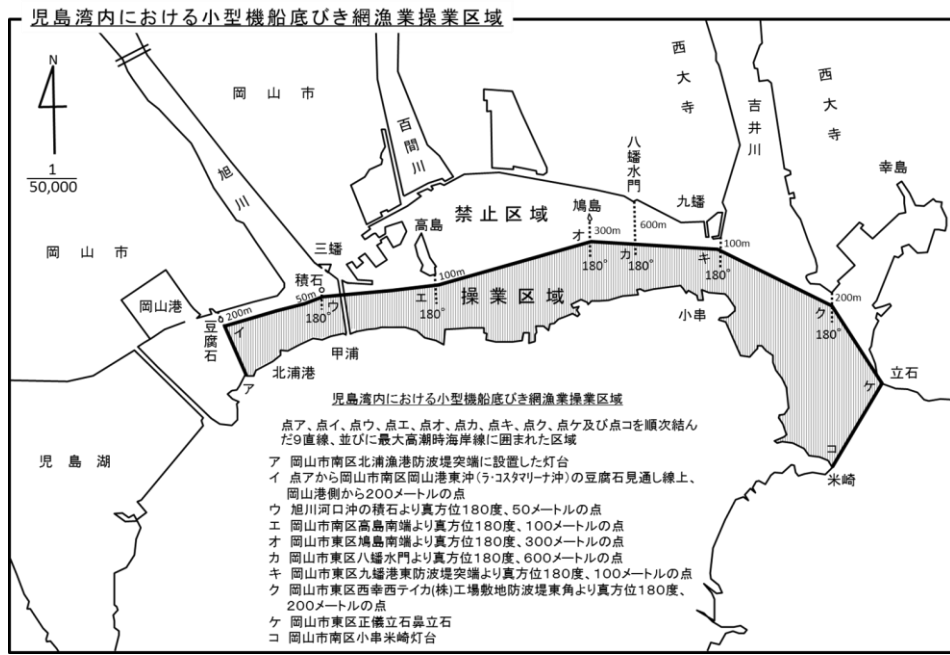 児島湾内における小型機船底びき網漁業操業区域
N
1
50,000
岡山市
旭川
百間川
西大寺
吉井川
西大寺
幸島
八幡水門
九蟠
鳩島
禁止区域
高島
三蟠
積石
岡山市
岡山港
豆腐石
200m
50m
100m
300m
600m
100m
200m
イ
ウ
エ
オ
カ
キ
ク
ケ
コ
ア
180°
180°
180°
180°
180°
180°
操業区域
小串
甲浦
北浦港
立石
米崎
児島湖
児島湾内における小型機船底びき網漁業操業区域
点ア、点イ、点ウ、点エ、点オ、点カ、点キ、点ク、点ケ及び点コを順次結ん
だ9直線、並びに最大高潮時海岸線に囲まれた区域
ア 岡山市南区北浦漁港防波堤突端に設置した灯台
イ 点アから岡山市南区岡山港東沖(ラ・コスタマリーナ沖)の豆腐石見通し線上、
岡山港側から200メートルの点
ウ 旭川河口沖の積石より真方位180度、50メートルの点
エ 岡山市南区高島南端より真方位180度、100メートルの点
オ 岡山市東区鳩島南端より真方位180度、300メートルの点
カ 岡山市東区八幡水門より真方位180度、600メートルの点
キ 岡山市東区九蟠港東防波堤突端より真方位180度、100メートルの点
ク 岡山市東区西幸西テイカ(株)工場敷地防波堤東角より真方位180度、
200メートルの点
ケ 岡山市東区正儀立石鼻立石
コ 岡山市南区小串米崎灯台